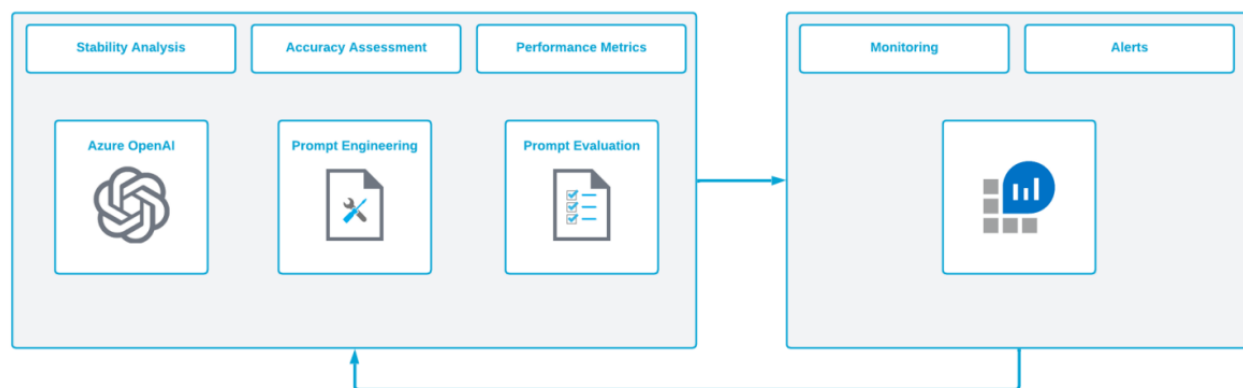 Stability Analysis
Accuracy Assessment
Performance Metrics
Monitoring
Alerts
Azure OpenAI
Prompt Engineering
Prompt Evaluation